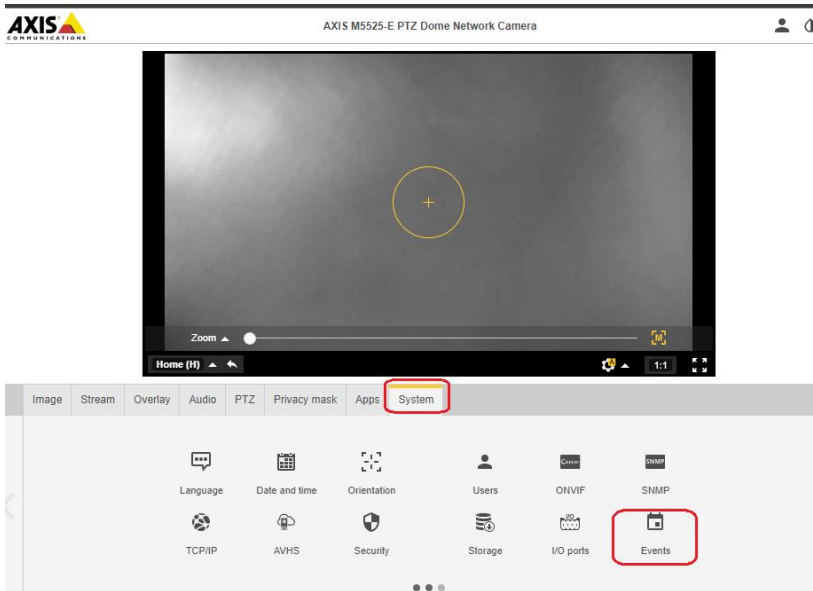 AXIS
COMMUNICATIONS
AXIS M5525-E PTZ Dome Network Camera
Zoom
M
Home (H)
A
1:1
Image Stream Overlay Audio PTZ Privacy mask Apps System
Language Date and time Orientation Users ONVIF SNMP
SNMP
I/O
TCP/IP AVHS Security Storage I/O ports Events